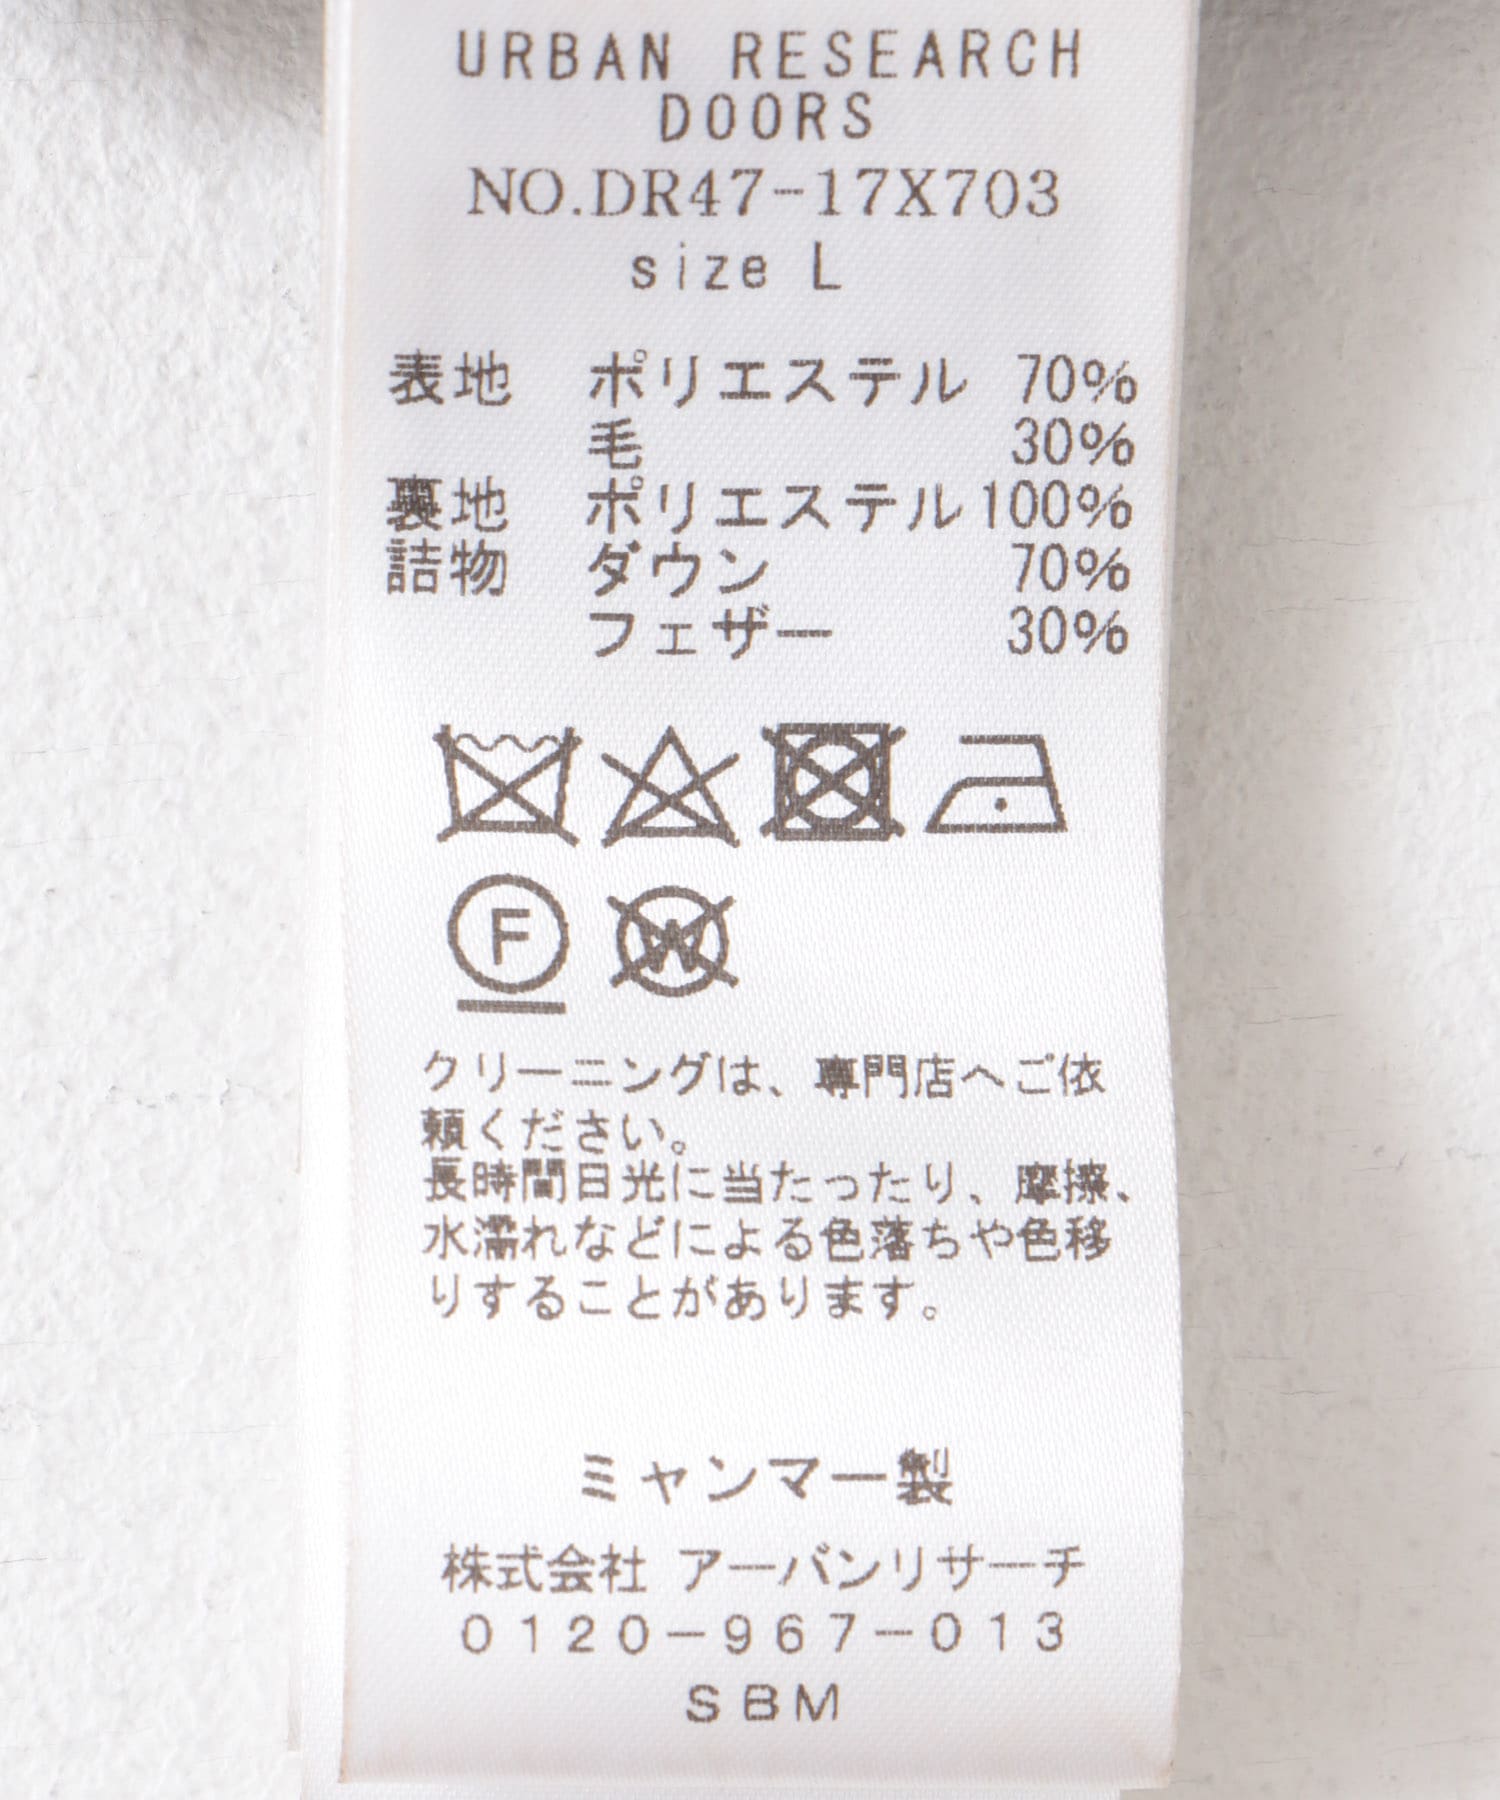 URBAN RESEARCH
DOORS
NO.DR47-17X703
size L
表地 ポリエステル 70%
毛 30%
裏地 ポリエステル 100%
詰物 ダウン 70%
フェザー 30%
F
W
クリーニングは、専門店へご依
頼ください。
長時間日光に当たったり、摩擦、
水濡れなどによる色落ちや色移
りすることがあります。
ミャンマー製
株式会社 アーバンリサーチ
0120-967-013
SBM